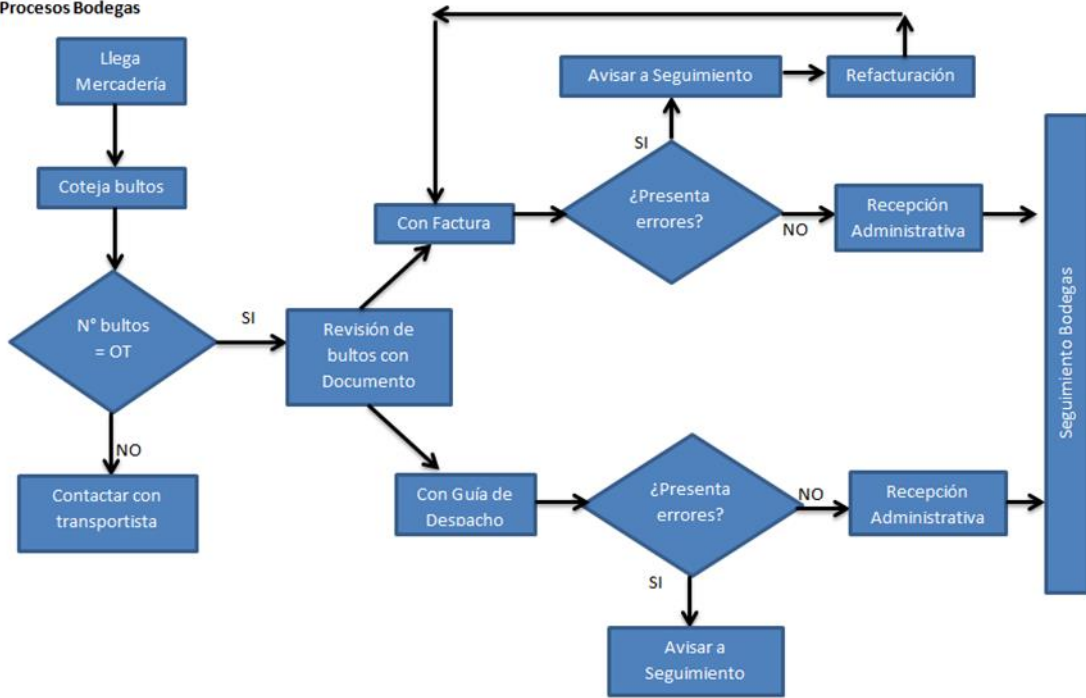 Procesos Bodegas
Llega
Mercadería
Coteja bultos
N° bultos
= OT
SI
NO
Contactar con
transportista
Revisión de
bultos con
Documento
Con Factura
¿Presenta
errores?
SI
Avisar a Seguimiento
Refacturación
NO
Recepción
Administrativa
Con Guía de
Despacho
¿Presenta
errores?
NO
Recepción
Administrativa
SI
Avisar a
Seguimiento
Seguimiento Bodegas